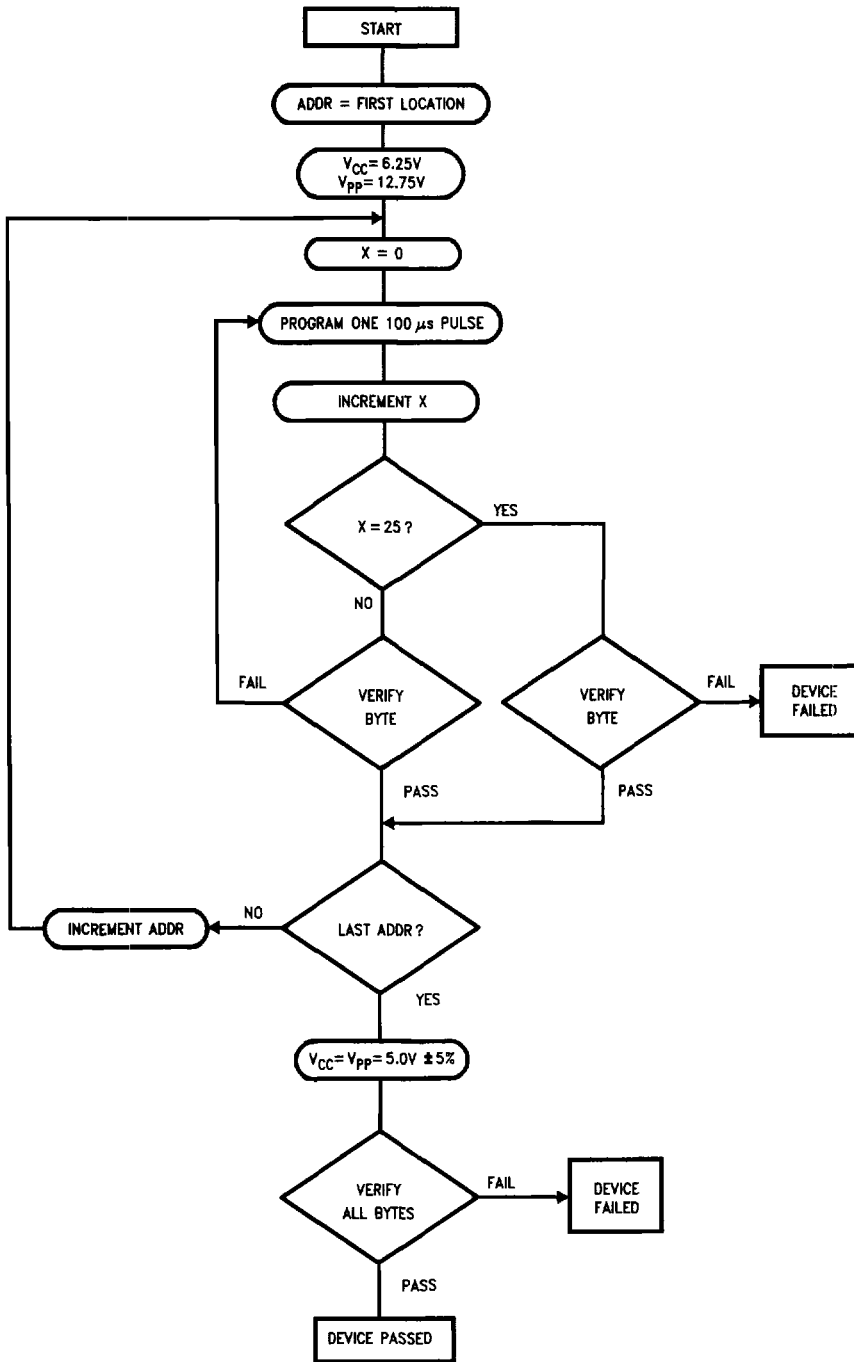 START
ADDR = FIRST LOCATION
VCC = 6.25V
VPP = 12.75V
X = 0
PROGRAM ONE 100 μs PULSE
INCREMENT X
X = 25 ?
YES
NO
FAIL
VERIFY
BYTE
VERIFY
BYTE
FAIL
DEVICE
FAILED
PASS
PASS
INCREMENT ADDR
NO
LAST ADDR ?
YES
VCC = VPP = 5.0V ±5%
VERIFY
ALL BYTES
FAIL
DEVICE
FAILED
PASS
DEVICE PASSED